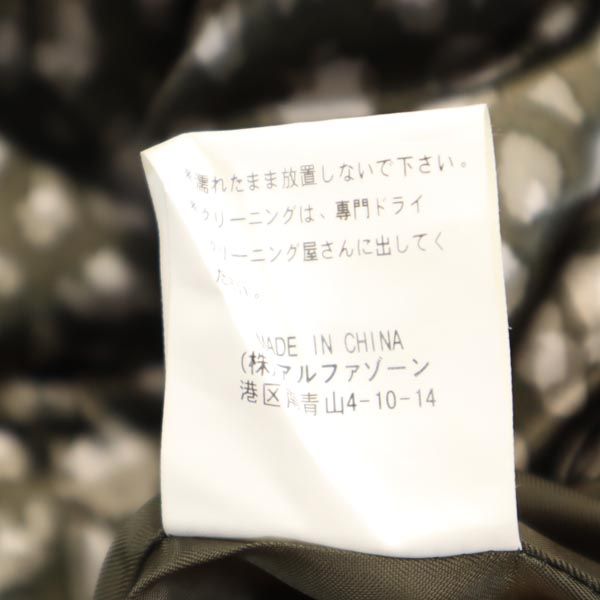 *濡れたまま放置しないで下さい。
*クリーニングは、専門ドライ
クリーニング屋さんに出してく
ださい。
MADE IN CHINA
(株)アルファゾーン
港区南青山4-10-14